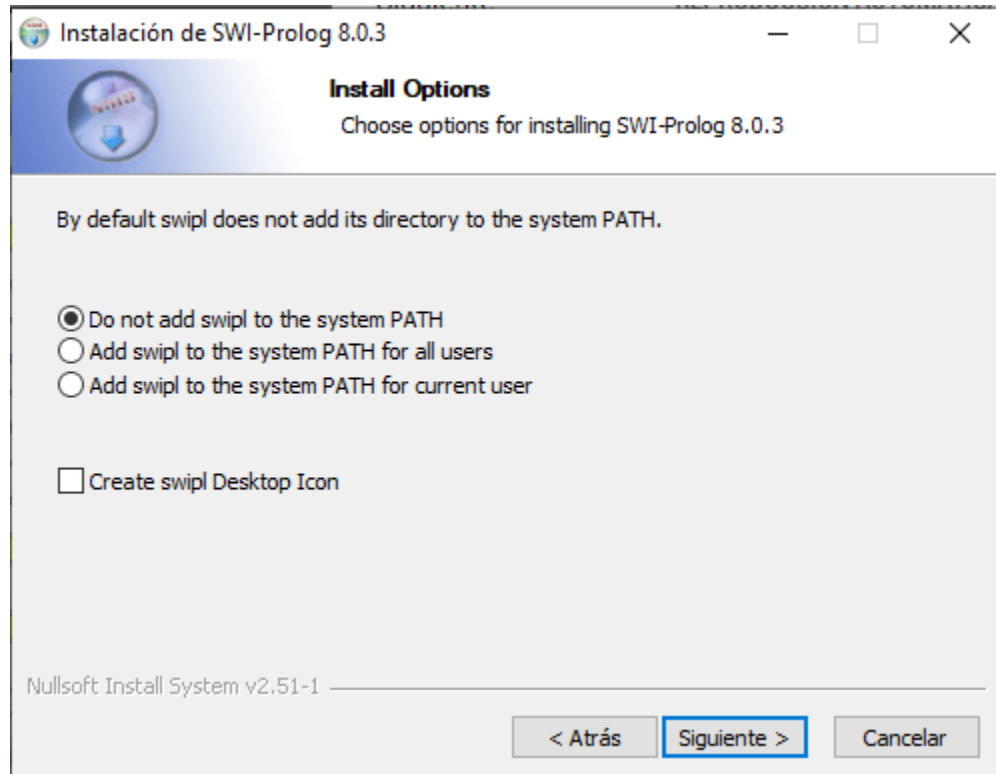 Instalación de SWI-Prolog 8.0.3
Install Options
Choose options for installing SWI-Prolog 8.0.3
By default swipl does not add its directory to the system PATH.
Do not add swipl to the system PATH
Add swipl to the system PATH for all users
Add swipl to the system PATH for current user
Create swipl Desktop Icon
Nullsoft Install System v2.51-1
< Atrás Siguiente > Cancelar